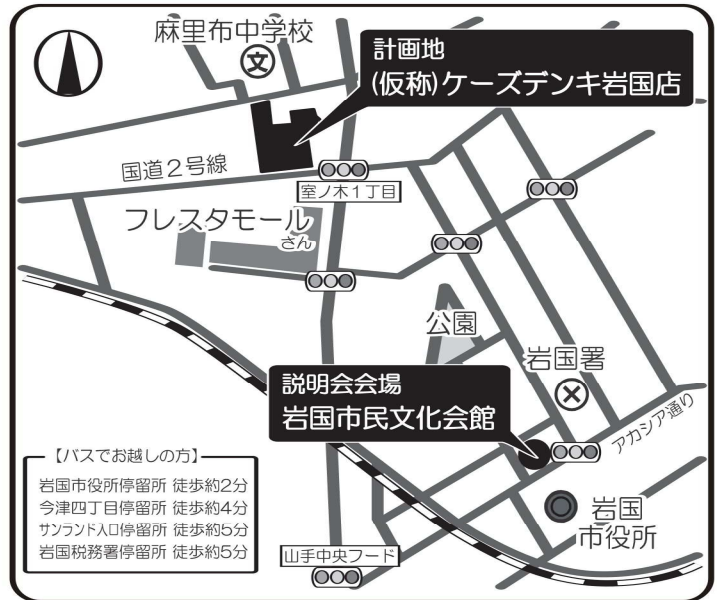 麻里布中学校
文
計画地
(仮称)ケーズデンキ岩国店
国道2号線
室ノ木1丁目
フレスタモール
さん
公園
岩国署
説明会会場
岩国市民文化会館
アカシア通り
【バスでお越しの方】
岩国市役所停留所 徒歩約2分
今津四丁目停留所 徒歩約4分
サンランド入口停留所 徒歩約5分
岩国税務署停留所 徒歩約5分
岩国
市役所
山手中央フード